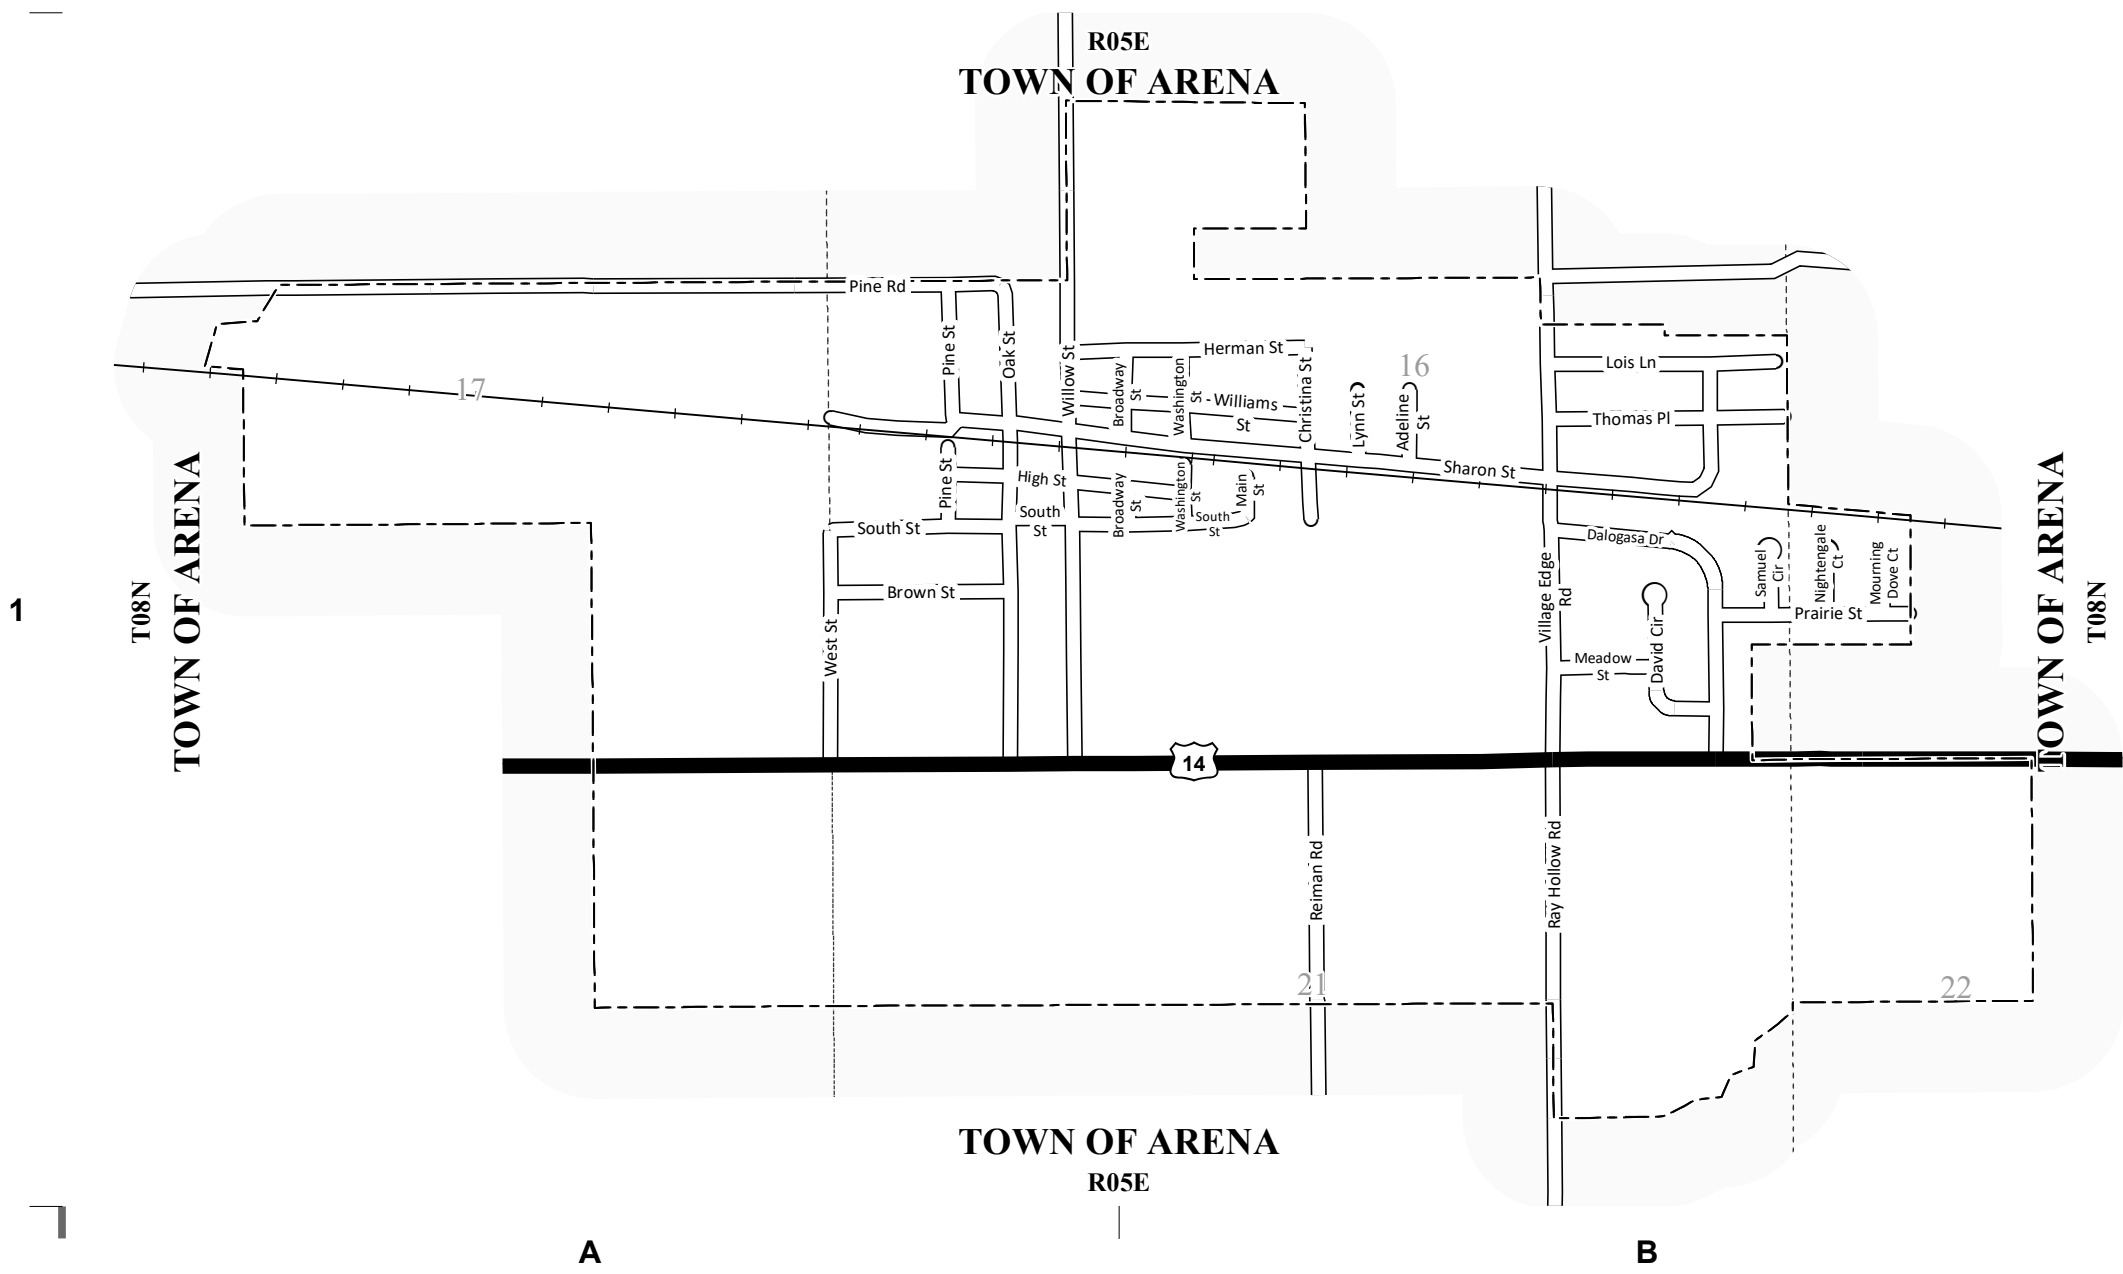 R05E
TOWN OF ARENA
Pine Rd
Pine St
Oak St
Willow St
Herman St
Broadway
St
Washington
St
Williams
St
Christina St
Lynn St
Adeline
St
16
17
Lois Ln
Thomas Pl
Sharon St
Pine St
High St
South St
South
St
Broadway
St
Washington
St
South
St
Main
St
Brown St
West St
Dalogasa Dr
Village Edge
Rd
Samuel
Cir
Nightengale
Ct
Mourning
Dove Ct
Prairie St
David Cir
Meadow
St
1
T08N
TOWN OF ARENA
TOWN OF ARENA
T08N
14
Reiman Rd
Ray Hollow Rd
21
22
TOWN OF ARENA
R05E
A
B